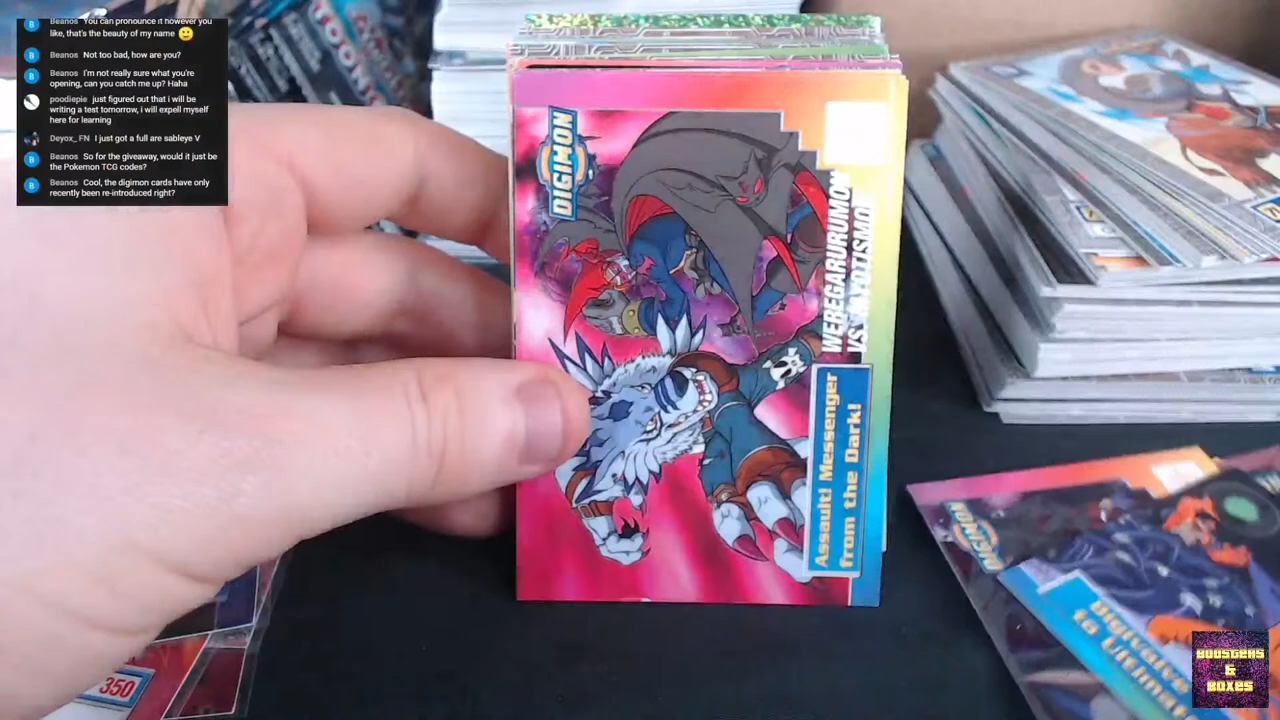 Beanos You can pronounce it however you
like, that's the beauty of my name
Beanos Not too bad, how are you?
Beanos I'm not really sure what you're
opening, can you catch me up? Haha
poodiepie just figured out that i will be
writing a test tomorrow, i will expell myself
here for learning
Deyox_FN I just got a full are sableye V
Beanos So for the giveaway, would it just be
the Pokemon TCG codes?
Beanos Cool, the digimon cards have only
recently been re-introduced right?
DIGIMON
WEREGARURUMON
VS. MYOTISMON
Assault! Messenger
from the Dark!
DIGIMON
Digivolve
to
350
BOOSTERS
&
BOXES